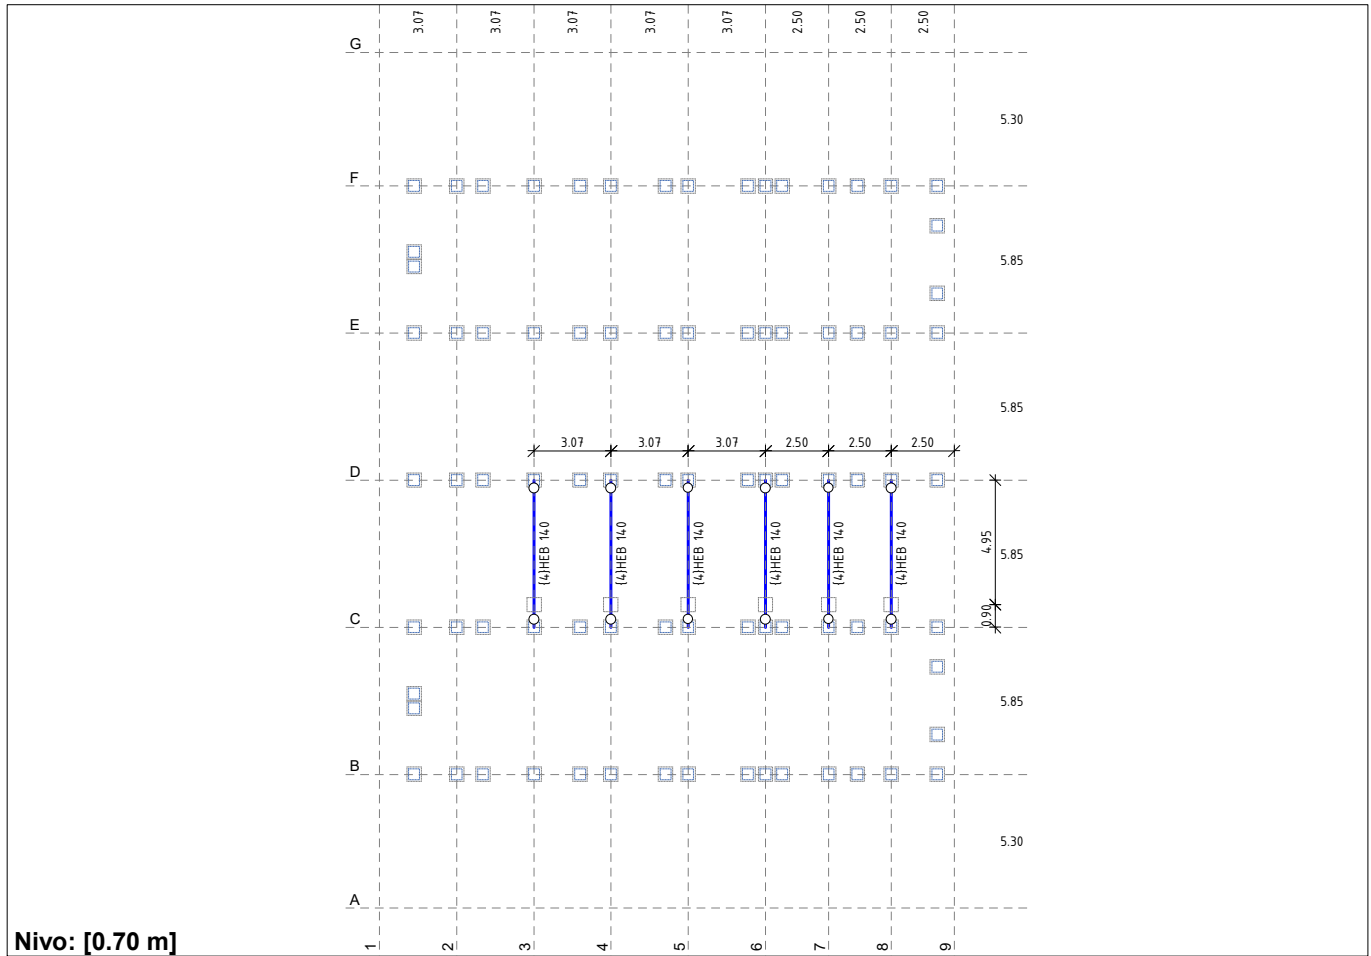 3.07 3.07 3.07 3.07 3.07 2.50 2.50 2.50
G
5.30
F
5.85
E
5.85
3.07 3.07 3.07 2.50 2.50 2.50
D
(4)HEB 140 (4)HEB 140 (4)HEB 140 (4)HEB 140 (4)HEB 140 (4)HEB 140
4.95
5.85
0.90
C
5.85
B
5.30
A
Nivo: [0.70 m]
1 2 3 4 5 6 7 8 9